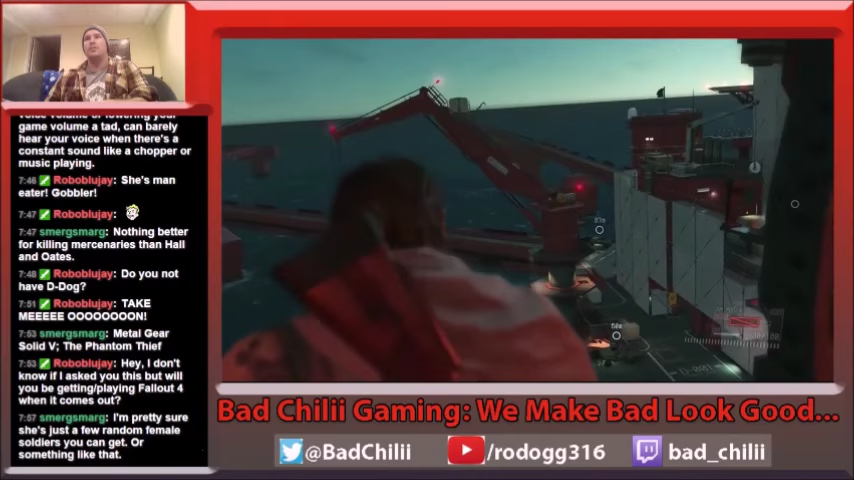 voice volume or lowering your
game volume a tad, can barely
hear your voice when there's a
constant sound like a chopper or
music playing.
7:46 Roboblujay: She's man
eater! Gobbler!
7:47 Roboblujay:
7:47 smergsmarg: Nothing better
for killing mercenaries than Hall
and Oates.
7:48 Roboblujay: Do you not
have D-Dog?
7:51 Roboblujay: TAKE
MEEEEE OOOOOOON!
7:53 smergsmarg: Metal Gear
Solid V; The Phantom Thief
7:53 Roboblujay: Hey, I don't
know if I asked you this but will
you be getting/playing Fallout 4
when it comes out?
7:57 smergsmarg: I'm pretty sure
she's just a few random female
soldiers you can get. Or
something like that.
Bad Chilii Gaming: We Make Bad Look Good...
@BadChilii /rodogg316 bad_chilii